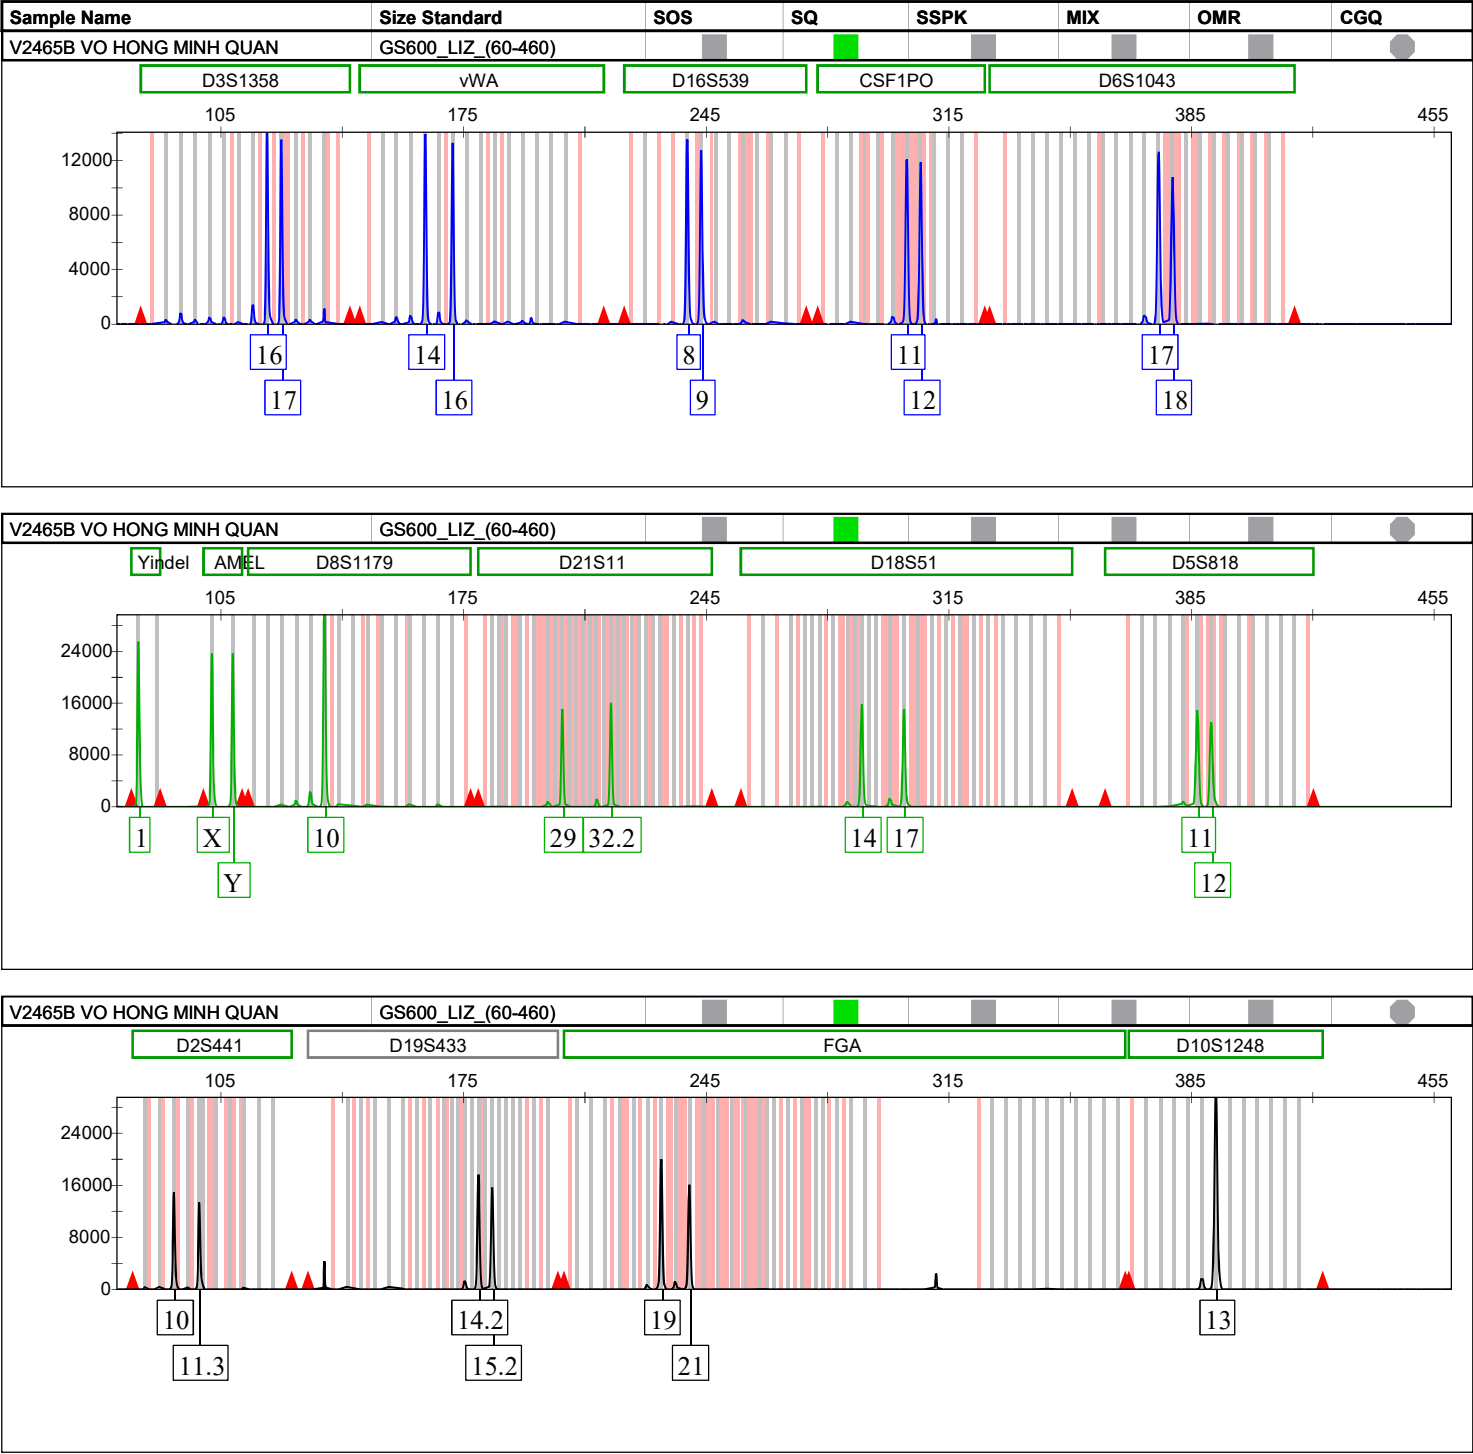 Sample Name Size Standard SOS SQ SSPK MIX OMR CGQ
V2465B VO HONG MINH QUAN GS600_LIZ_(60-460)
D3S1358 vWA D16S539 CSF1PO D6S1043
105 175 245 315 385 455
12000
8000
4000
0
16 14 8 11 17
17 16 9 12 18
V2465B VO HONG MINH QUAN GS600_LIZ_(60-460)
Yindel AMEL D8S1179 D21S11 D18S51 D5S818
105 175 245 315 385 455
24000
16000
8000
0
1 X 10 29 32.2 14 17 11
Y 12
V2465B VO HONG MINH QUAN GS600_LIZ_(60-460)
D2S441 D19S433 FGA D10S1248
105 175 245 315 385 455
24000
16000
8000
0
10 14.2 19 13
11.3 15.2 21